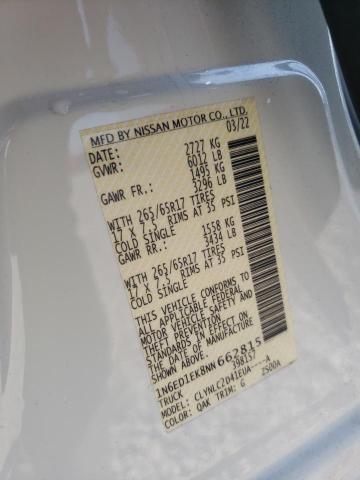 MFD BY NISSAN MOTOR CO., LTD.
DATE: 03/22
GVWR: 2727 KG
6012 LB
GAWR FR.: 1495 KG
3296 LB
WITH 265/65R17 TIRES
17 X 7.5 RIMS AT 35 PSI
COLD SINGLE
GAWR RR.: 1558 KG
3434 LB
WITH 265/65R17 TIRES
17 X 7.5 RIMS AT 35 PSI
COLD SINGLE
THIS VEHICLE CONFORMS TO
ALL APPLICABLE FEDERAL
MOTOR VEHICLE SAFETY AND
THEFT PREVENTION
STANDARDS IN EFFECT ON
THE DATE OF MANUFACTURE
SHOWN ABOVE.
1N6ED1EK8NN662815
TRUCK 398157
MODEL: CLYNLC2D41EUA----A
COLOR: QAK TRIM: G 2500A